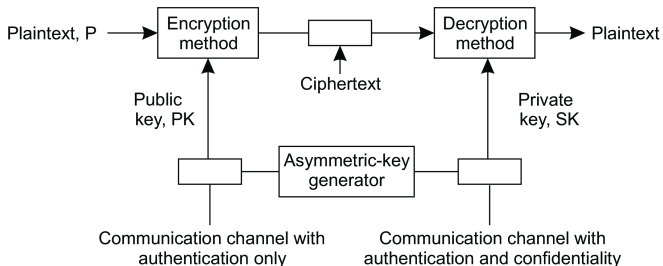 Plaintext, P
Encryption
method
Decryption
method
Plaintext
Ciphertext
Public
key, PK
Private
key, SK
Asymmetric-key
generator
Communication channel with
authentication only
Communication channel with
authentication and confidentiality